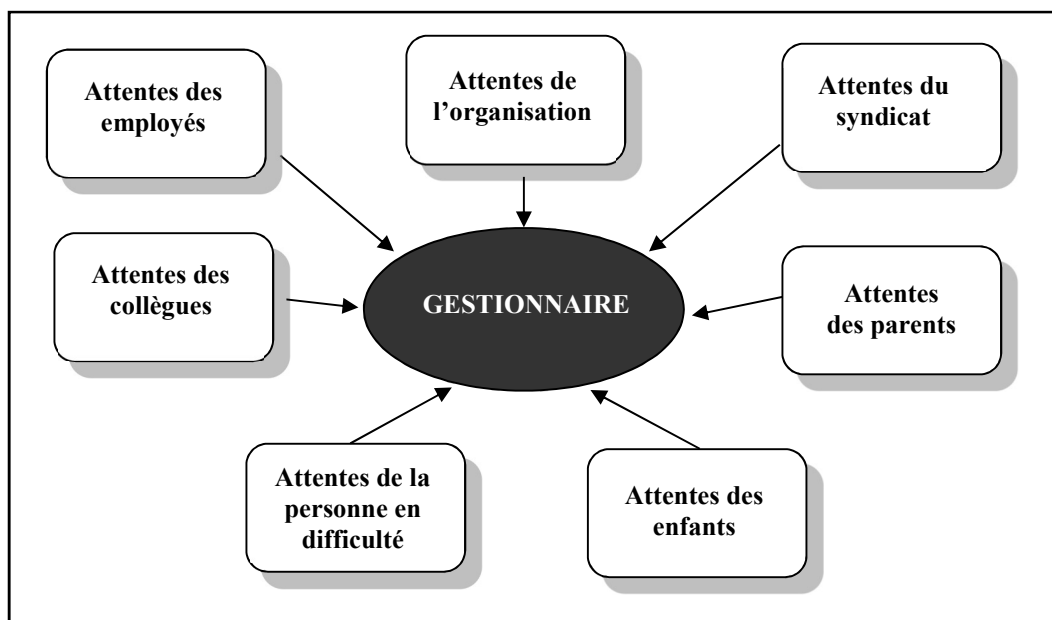 Attentes des
employés
Attentes de
l’organisation
Attentes du
syndicat
Attentes des
collègues
GESTIONNAIRE
Attentes
des parents
Attentes de la
personne en
difficulté
Attentes des
enfants